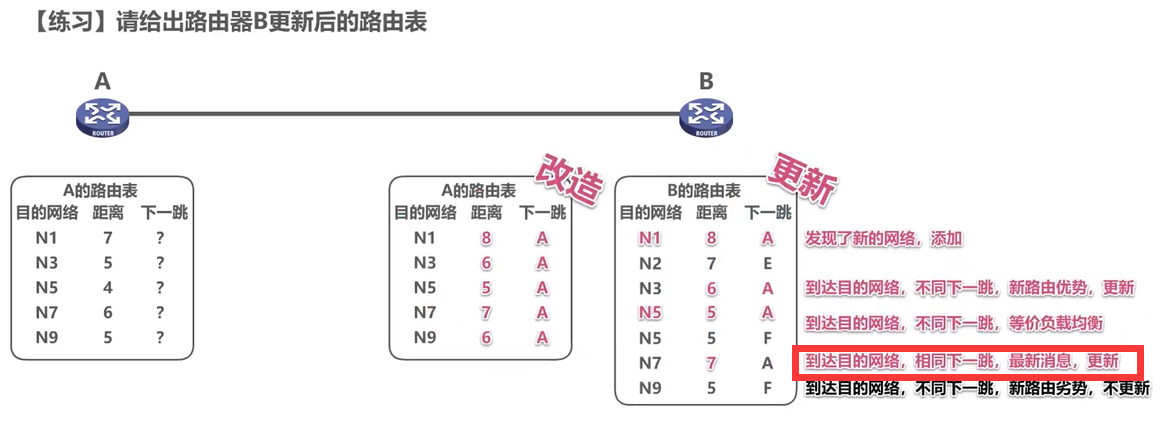 【练习】请给出路由器B更新后的路由表
A
B
ROUTER
ROUTER
A的路由表
目的网络 距离 下一跳
N1 7 ?
N3 5 ?
N5 4 ?
N7 6 ?
N9 5 ?
改造
A的路由表
目的网络 距离 下一跳
N1 8 A
N3 6 A
N5 5 A
N7 7 A
N9 6 A
更新
B的路由表
目的网络 距离 下一跳
N1 8 A 发现了新的网络，添加
N2 7 E
N3 6 A 到达目的网络，不同下一跳，新路由优势，更新
N5 5 A 到达目的网络，不同下一跳，等价负载均衡
N5 5 F
N7 7 A 到达目的网络，相同下一跳，最新消息，更新
N9 5 F 到达目的网络，不同下一跳，新路由劣势，不更新